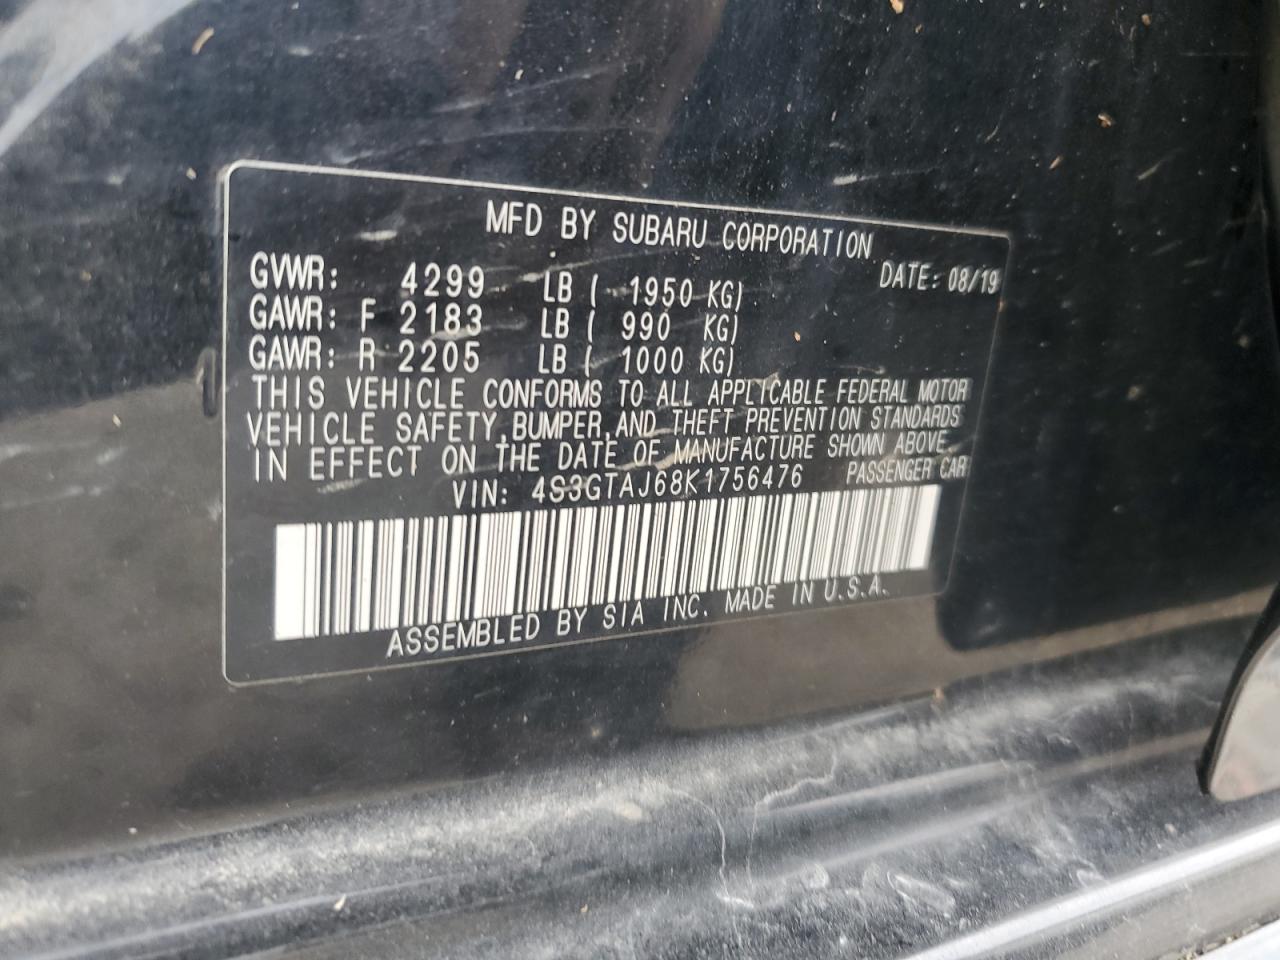 MFD BY SUBARU CORPORATION
DATE: 08/19
GVWR: 4299 LB ( 1950 KG)
GAWR: F 2183 LB ( 990 KG)
GAWR: R 2205 LB ( 1000 KG)
THIS VEHICLE CONFORMS TO ALL APPLICABLE FEDERAL MOTOR
VEHICLE SAFETY, BUMPER, AND THEFT PREVENTION STANDARDS
IN EFFECT ON THE DATE OF MANUFACTURE SHOWN ABOVE.
VIN: 4S3GTAJ68K1756476 PASSENGER CAR
ASSEMBLED BY SIA INC. MADE IN U.S.A.